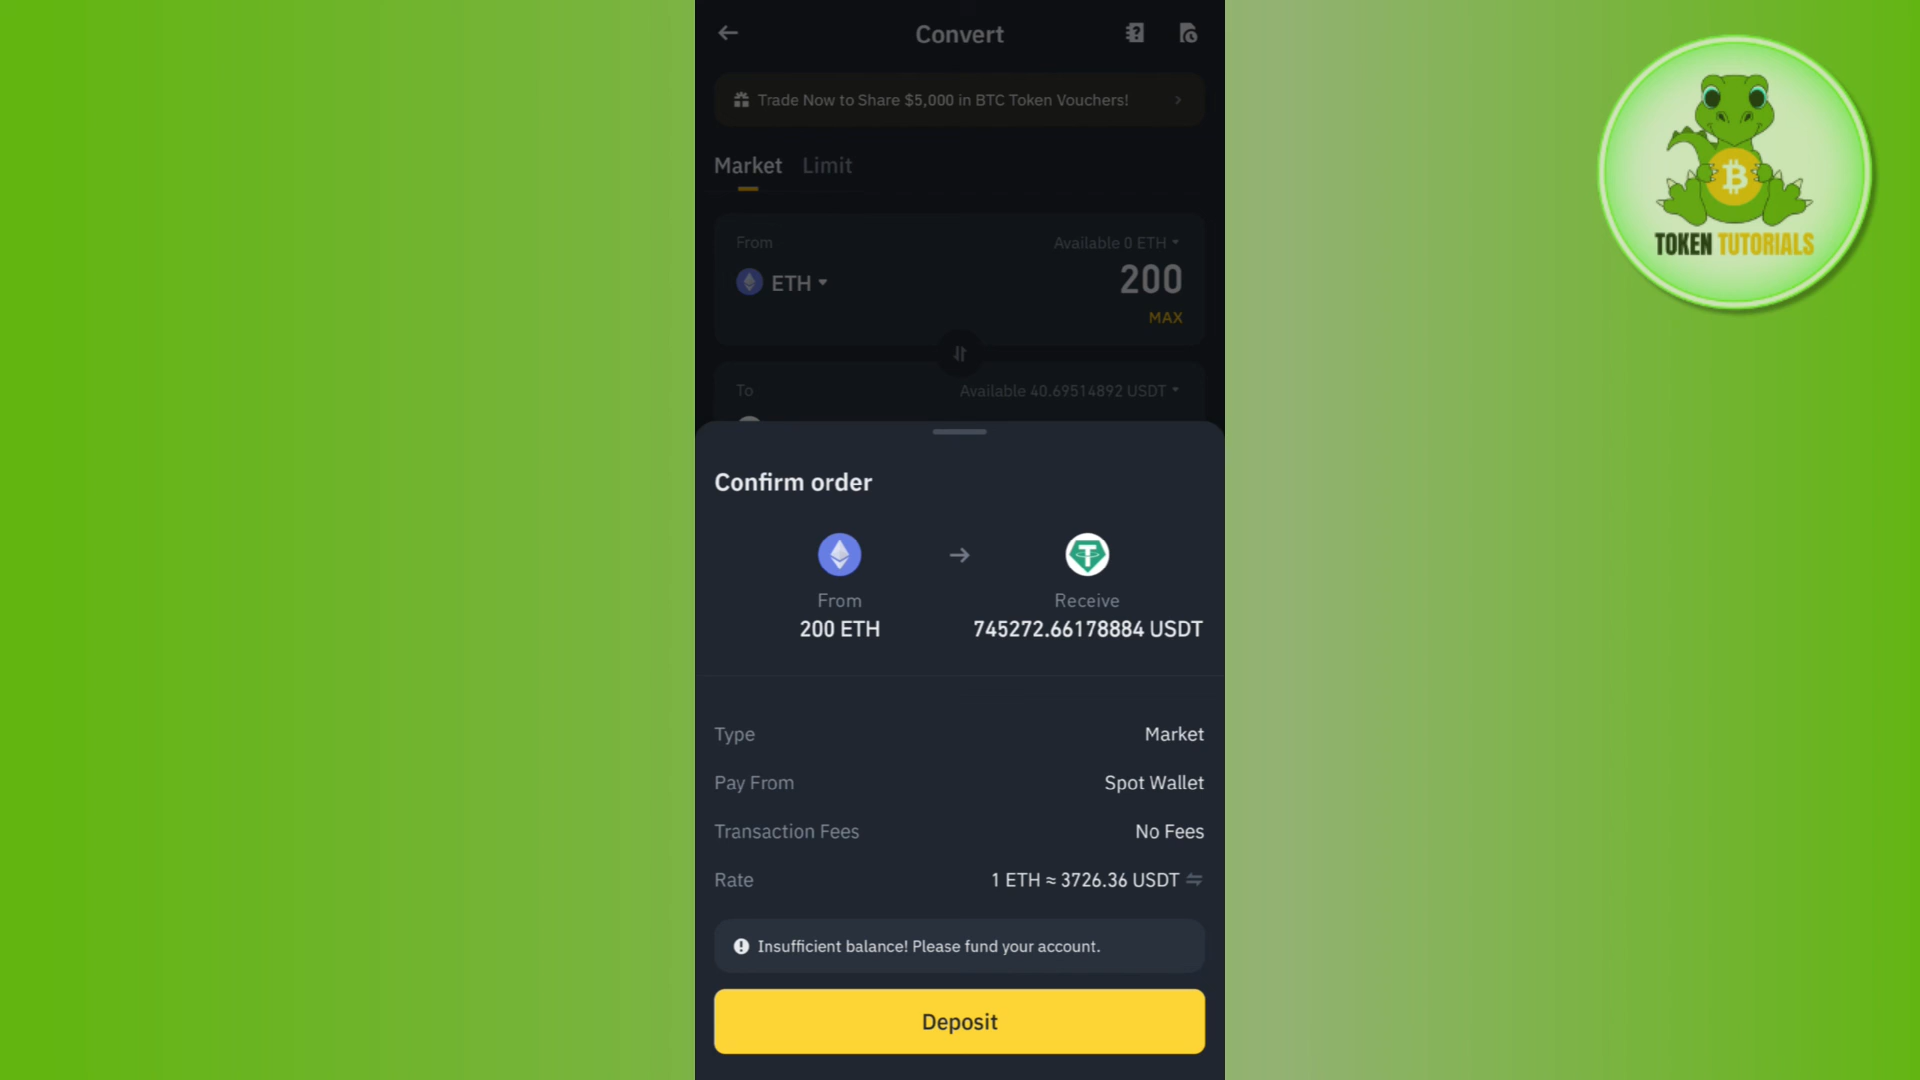 Convert
Trade Now to Share $5,000 in BTC Token Vouchers!
Market Limit
From Available 0 ETH
ETH 200
MAX
To Available 40.69514892 USDT
Confirm order
From Receive
200 ETH 745272.66178884 USDT
Type Market
Pay From Spot Wallet
Transaction Fees No Fees
Rate 1 ETH ≈ 3726.36 USDT
Insufficient balance! Please fund your account.
Deposit
TOKEN TUTORIALS